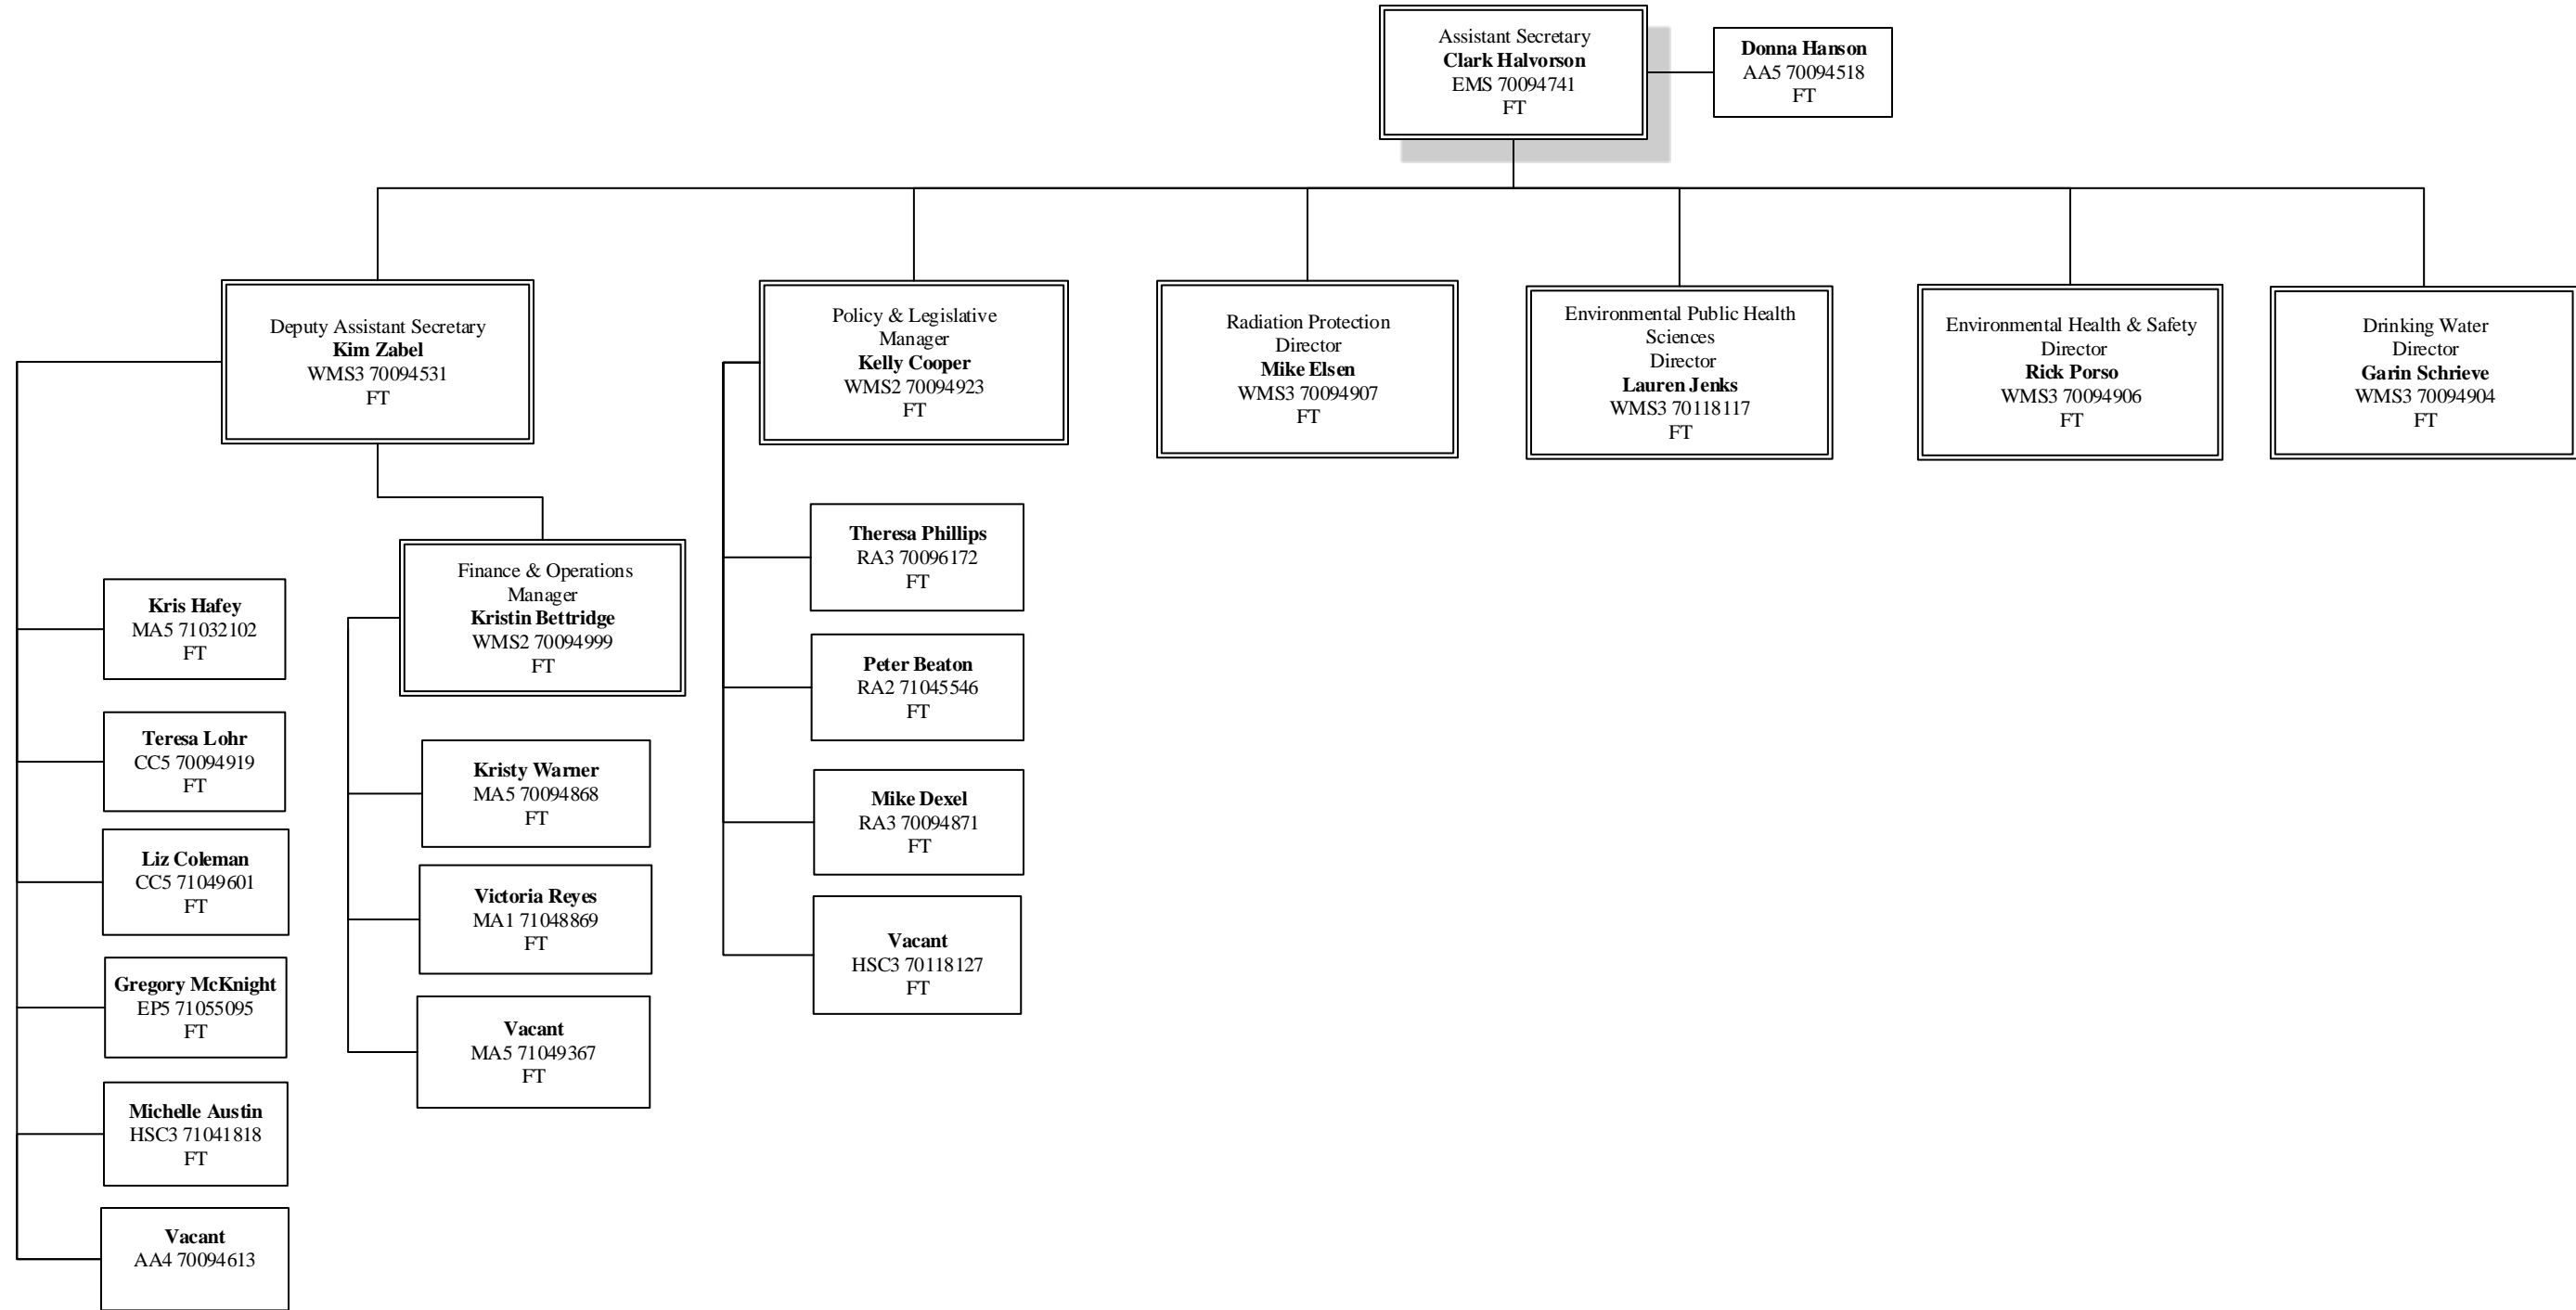 Assistant Secretary
Clark Halvorson
EMS 70094741
FT
Donna Hanson
AA5 70094518
FT
Deputy Assistant Secretary
Kim Zabel
WMS3 70094531
FT
Policy & Legislative
Manager
Kelly Cooper
WMS2 70094923
FT
Radiation Protection
Director
Mike Elsen
WMS3 70094907
FT
Environmental Public Health
Sciences
Director
Lauren Jenks
WMS3 70118117
FT
Environmental Health & Safety
Director
Rick Porso
WMS3 70094906
FT
Drinking Water
Director
Garin Schrieve
WMS3 70094904
FT
Kris Hafey
MA5 71032102
FT
Teresa Lohr
CC5 70094919
FT
Liz Coleman
CC5 71049601
FT
Gregory McKnight
EP5 71055095
FT
Michelle Austin
HSC3 71041818
FT
Vacant
AA4 70094613
Finance & Operations
Manager
Kristin Bettridge
WMS2 70094999
FT
Kristy Warner
MA5 70094868
FT
Victoria Reyes
MA1 71048869
FT
Vacant
MA5 71049367
FT
Theresa Phillips
RA3 70096172
FT
Peter Beaton
RA2 71045546
FT
Mike Dexel
RA3 70094871
FT
Vacant
HSC3 70118127
FT